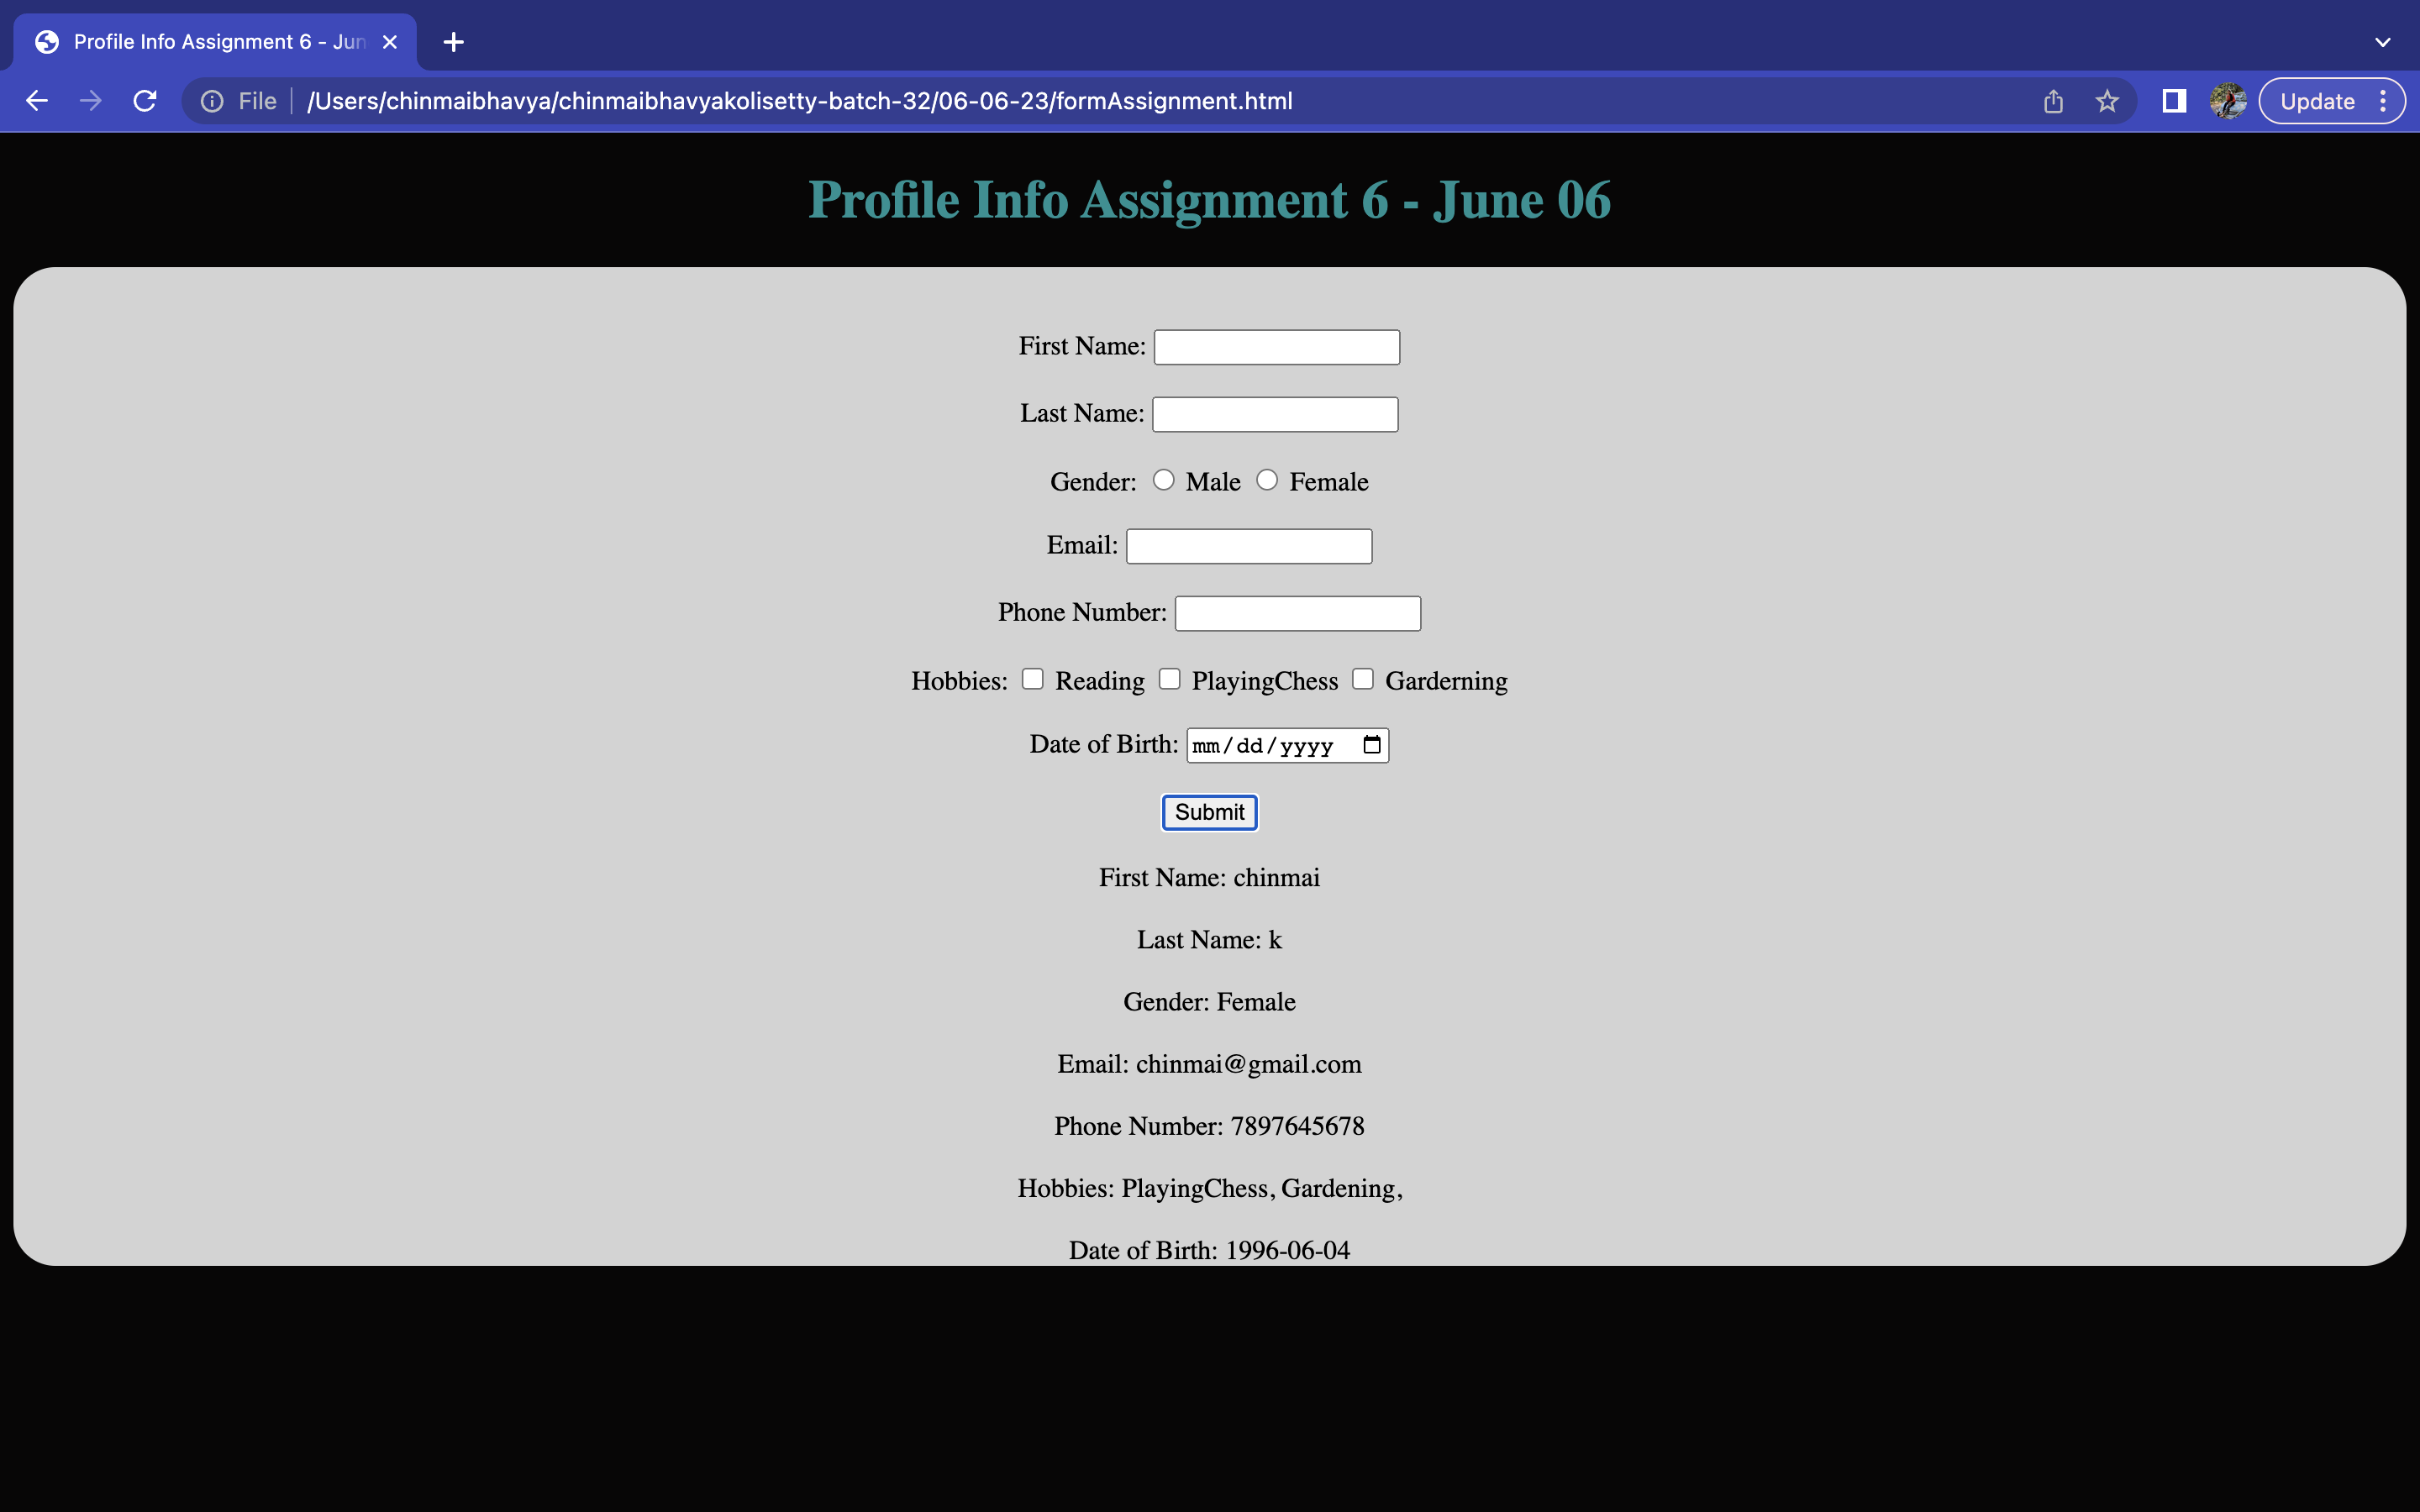 Profile Info Assignment 6 - Jun
File /Users/chinmaibhavya/chinmaibhavyakolisetty-batch-32/06-06-23/formAssignment.html Update
Profile Info Assignment 6 - June 06
First Name:
Last Name:
Gender: Male Female
Email:
Phone Number:
Hobbies: Reading PlayingChess Garderning
Date of Birth: mm/dd/yyyy
Submit
First Name: chinmai
Last Name: k
Gender: Female
Email: chinmai@gmail.com
Phone Number: 7897645678
Hobbies: PlayingChess, Gardening,
Date of Birth: 1996-06-04